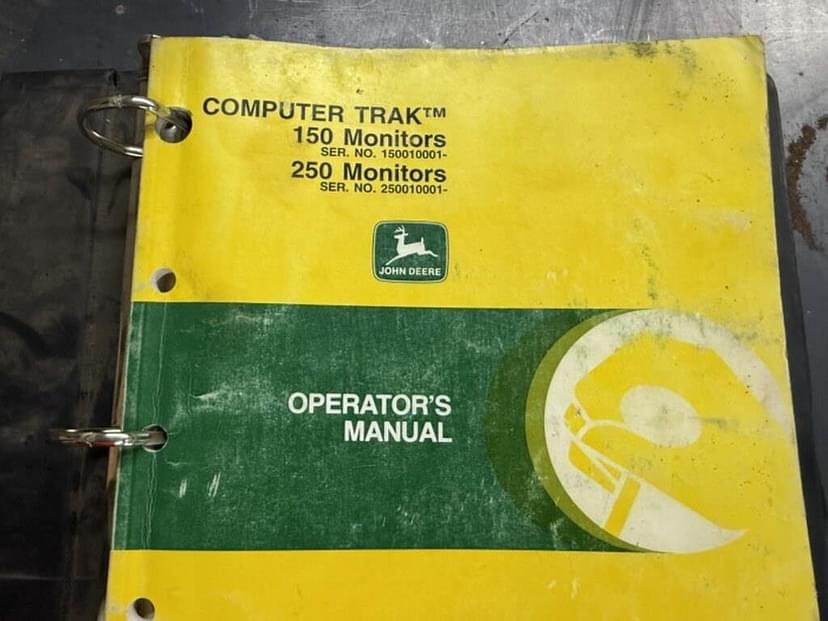 COMPUTER TRAK™
150 Monitors
SER. NO. 150010001-
250 Monitors
SER. NO. 250010001-
JOHN DEERE
OPERATOR'S
MANUAL